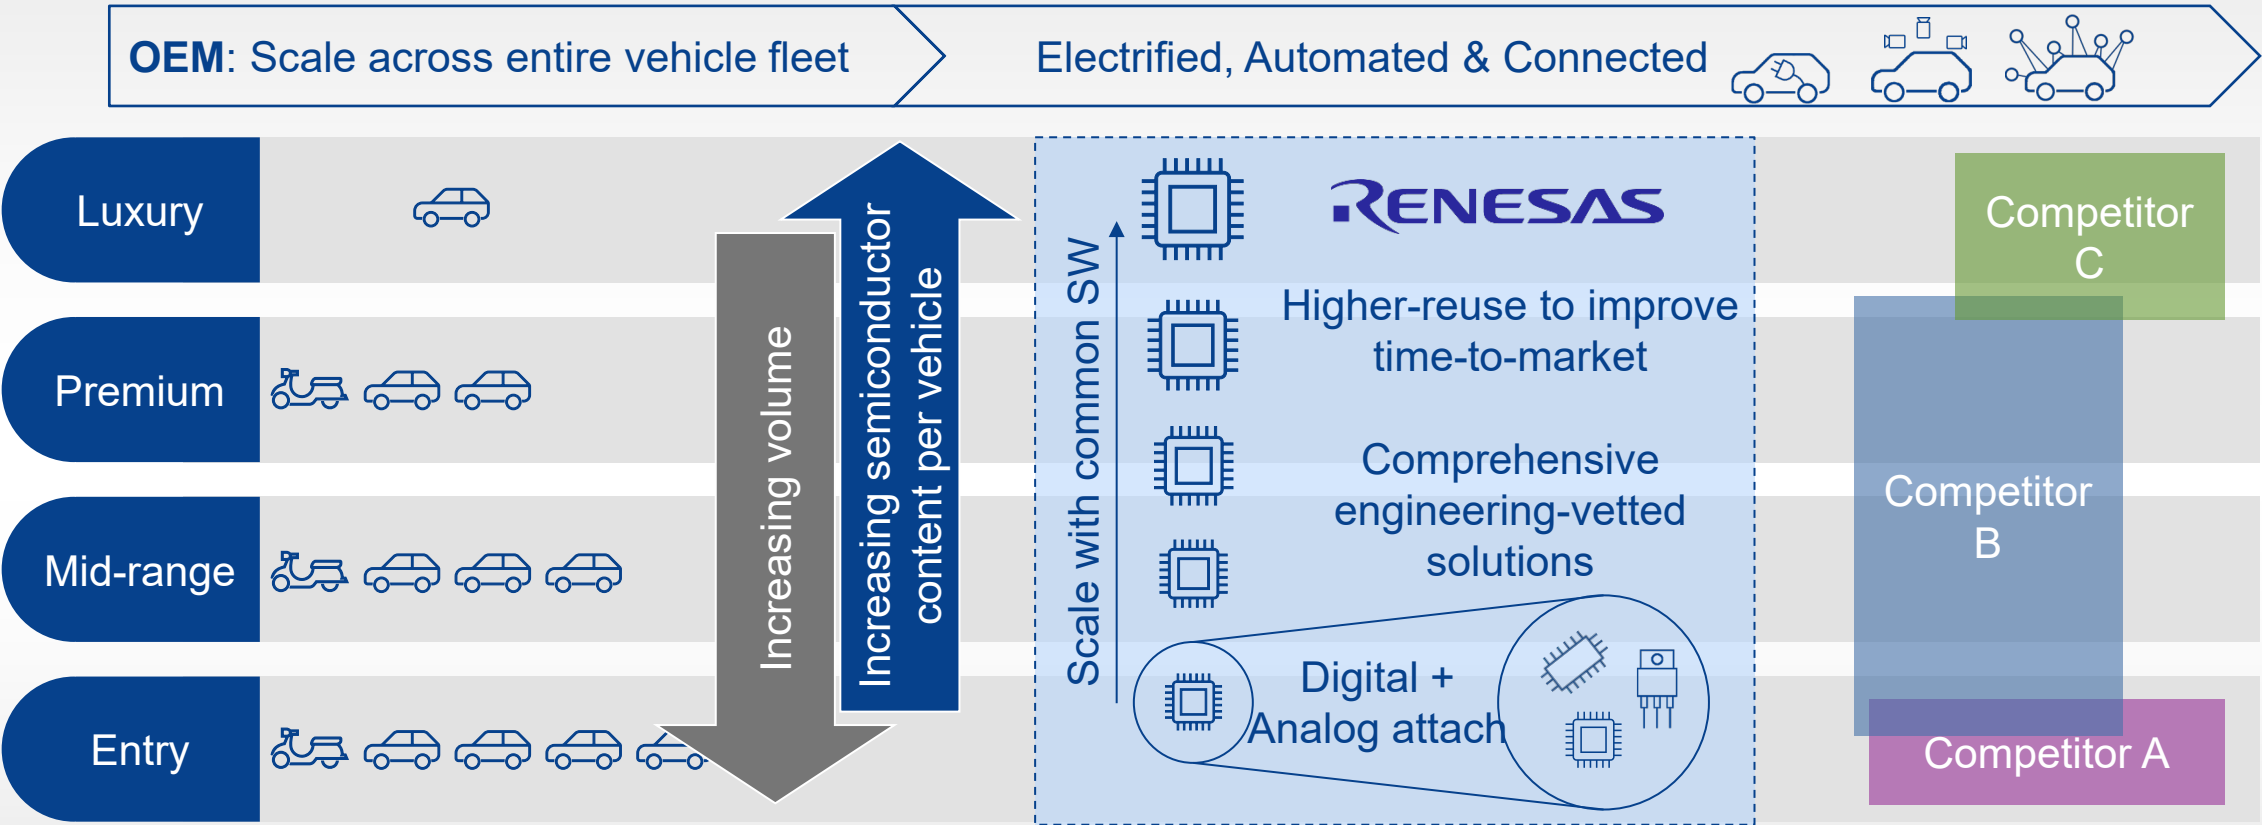 OEM: Scale across entire vehicle fleet
Electrified, Automated & Connected
Luxury
Premium
Mid-range
Entry
Increasing volume
Increasing semiconductor
content per vehicle
Scale with common SW
RENESAS
Higher-reuse to improve
time-to-market
Comprehensive
engineering-vetted
solutions
Digital +
Analog attach
Competitor
C
Competitor
B
Competitor A